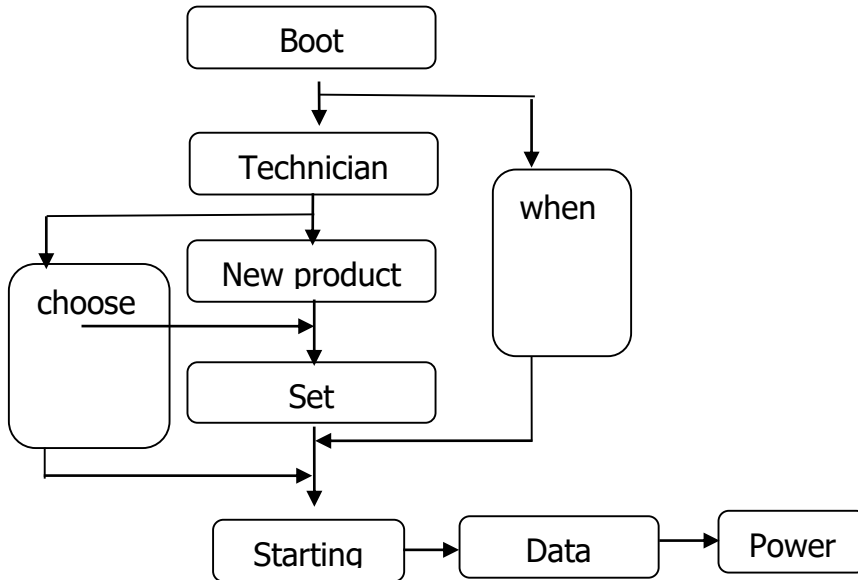 Boot
Technician
when
New product
choose
Set
Starting
Data
Power